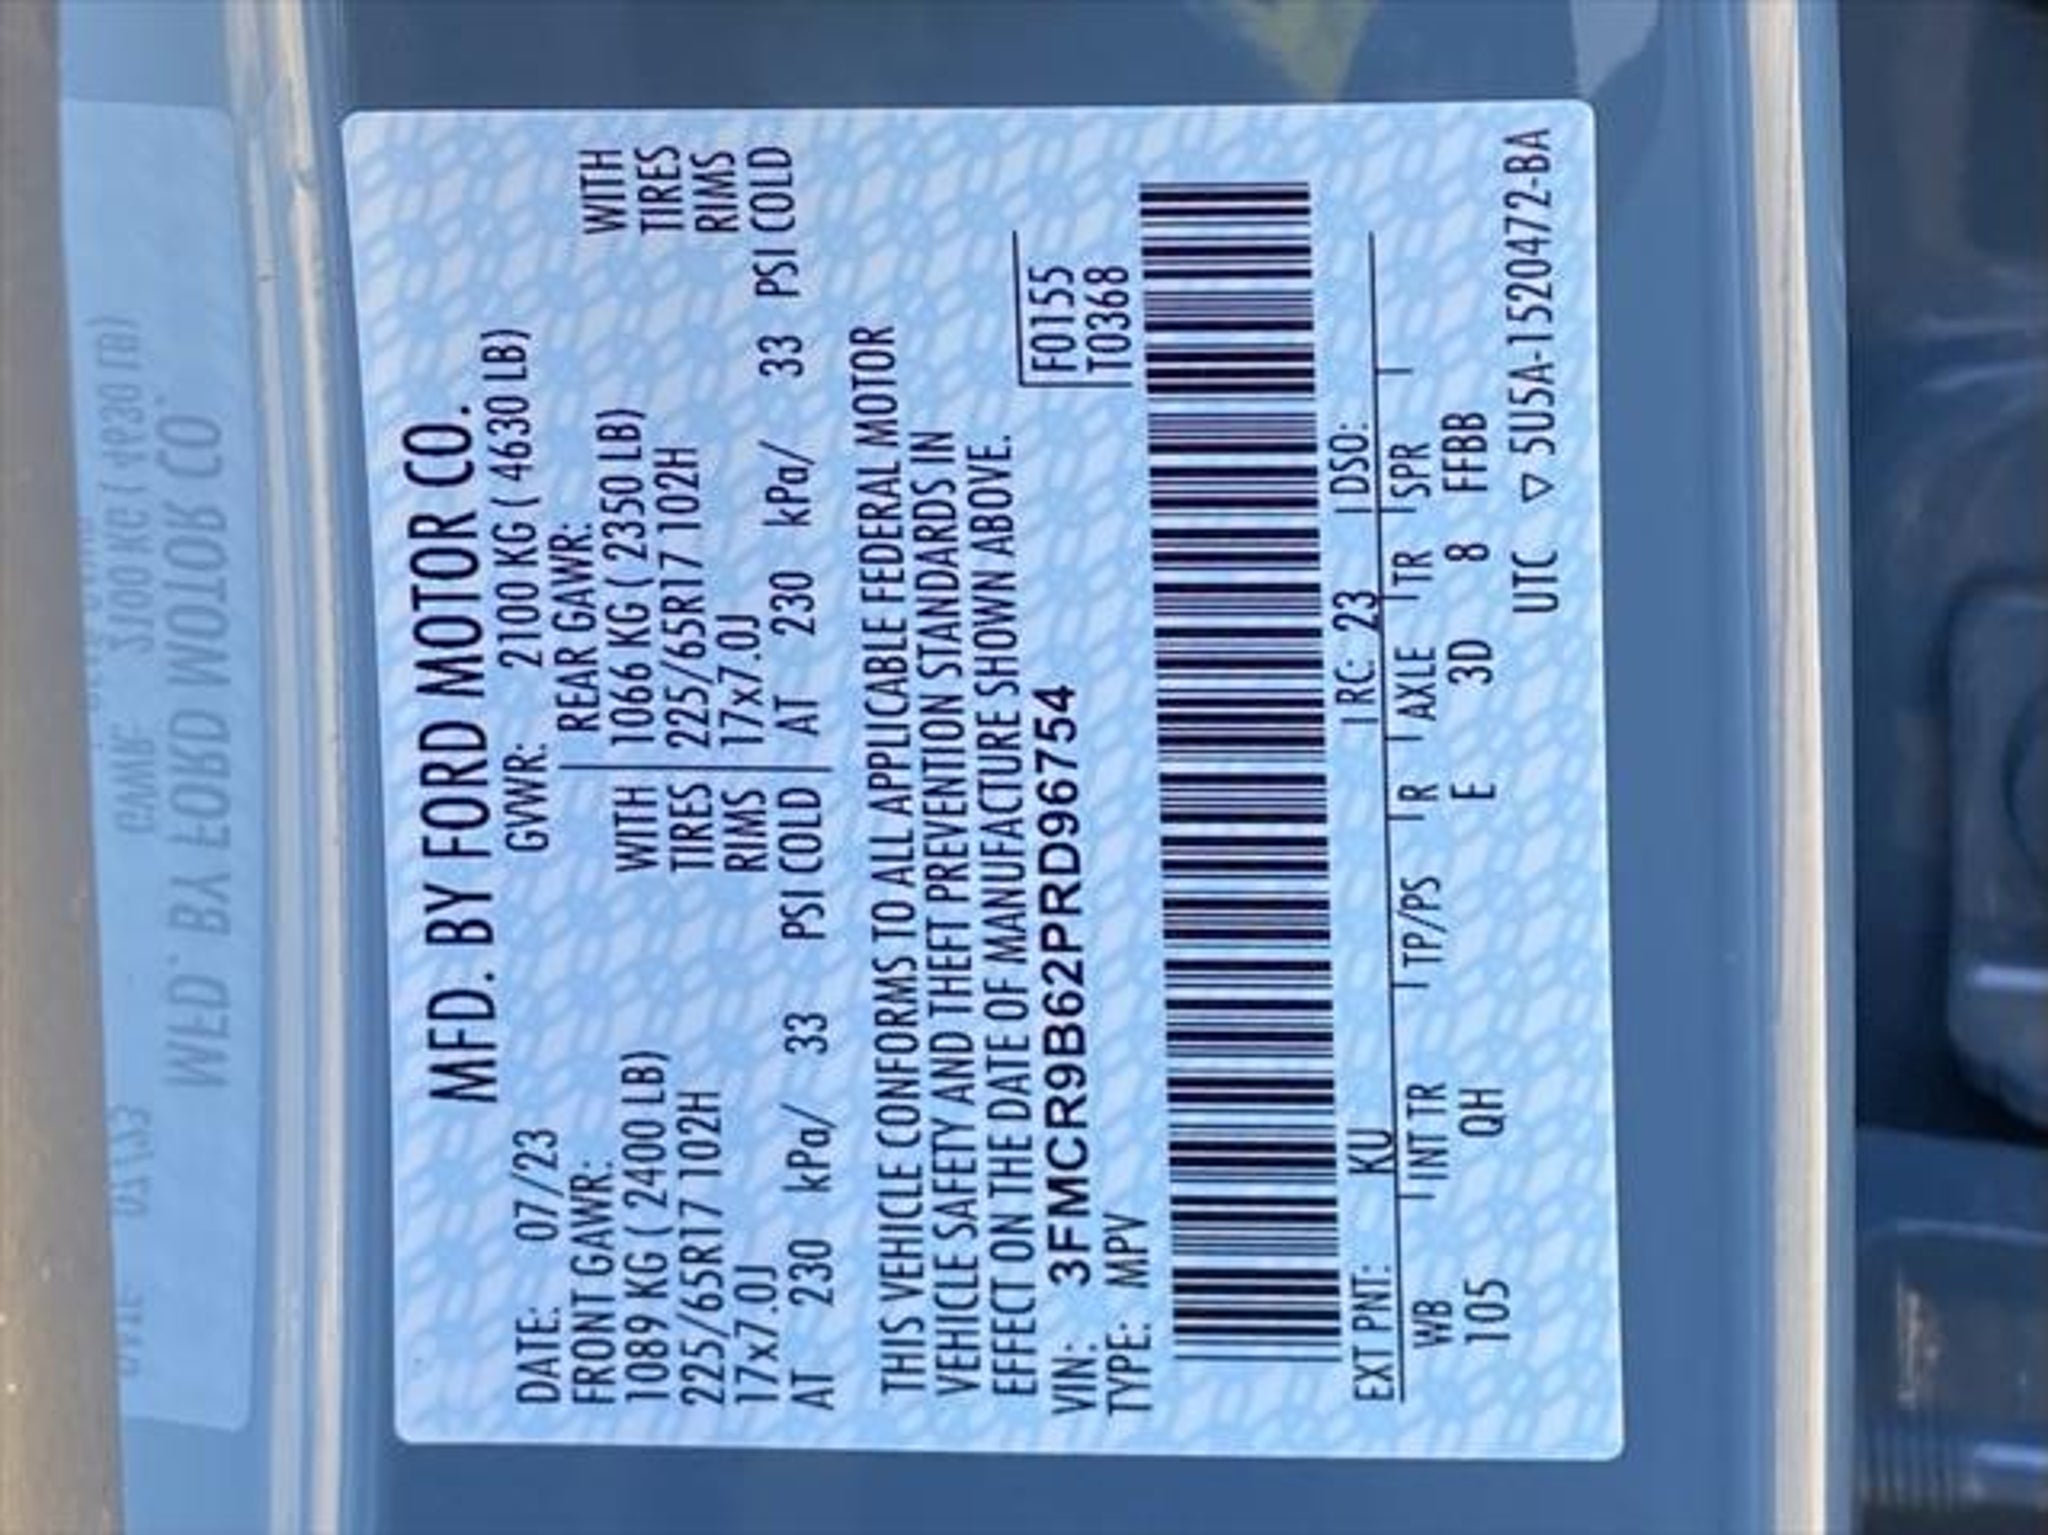 MFD. BY FORD MOTOR CO.
DATE: 07/23 GVWR: 2100 KG ( 4630 LB)
FRONT GAWR: REAR GAWR:
1089 KG ( 2400 LB) WITH 1066 KG ( 2350 LB) WITH
225/65R17 102H TIRES 225/65R17 102H TIRES
17x7.0J RIMS 17x7.0J RIMS
AT 230 kPa/ 33 PSI COLD AT 230 kPa/ 33 PSI COLD
THIS VEHICLE CONFORMS TO ALL APPLICABLE FEDERAL MOTOR
VEHICLE SAFETY AND THEFT PREVENTION STANDARDS IN
EFFECT ON THE DATE OF MANUFACTURE SHOWN ABOVE.
VIN: 3FMCR9B62PRD96754 F0155
TYPE: MPV T0368
EXT PNT: KU RC: 23 DSO:
WB INT TR TP/PS R AXLE TR SPR
105 QH E 3D 8 FFBB
UTC ▽ 5U5A-1520472-BA